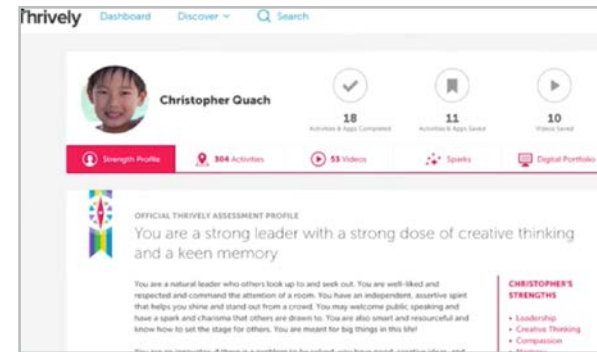 Thrively Dashboard Discover Search
Christopher Quach
18 11 10
Activities & Apps Completed Activities & Apps Saved Videos Saved
Strength Profile 304 Activities 53 Videos Sparks Digital Portfolio
OFFICIAL THRIVELY ASSESSMENT PROFILE
You are a strong leader with a strong dose of creative thinking
and a keen memory
You are a natural leader who others look up to and seek out. You are well-liked and
respected and command the attention of a room. You have an independent, assertive spirit
that helps you shine and stand out from a crowd. You may welcome public speaking and
have a spark and charisma that others are drawn to. You are also smart and resourceful and
know how to set the stage for others. You are meant for big things in this life!
CHRISTOPHER'S
STRENGTHS
• Leadership
• Creative Thinking
• Compassion